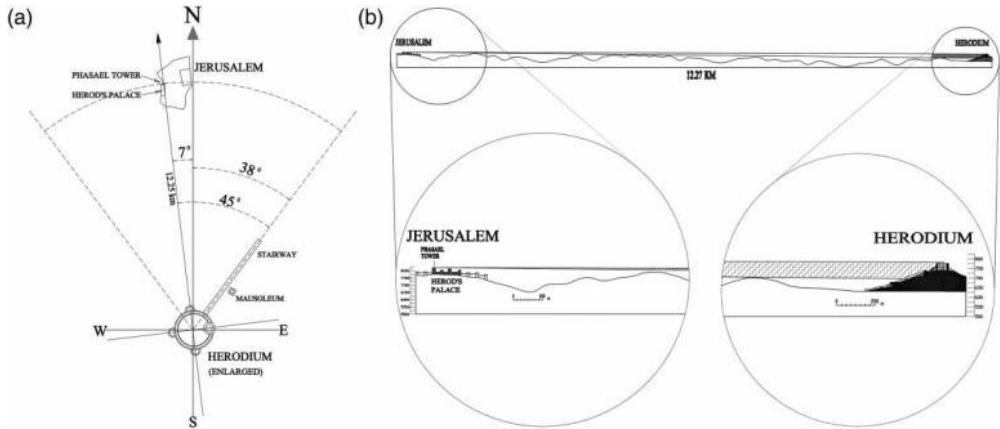 (a)
N
JERUSALEM
PHASAEL TOWER
HEROD'S PALACE
7°
38°
12.25 km
45°
STAIRWAY
MAUSOLEUM
W
E
HERODIUM
(ENLARGED)
S
(b)
JERUSALEM
HERODIUM
12.27 KM
JERUSALEM
PHASAEL
TOWER
HEROD'S
PALACE
HERODIUM